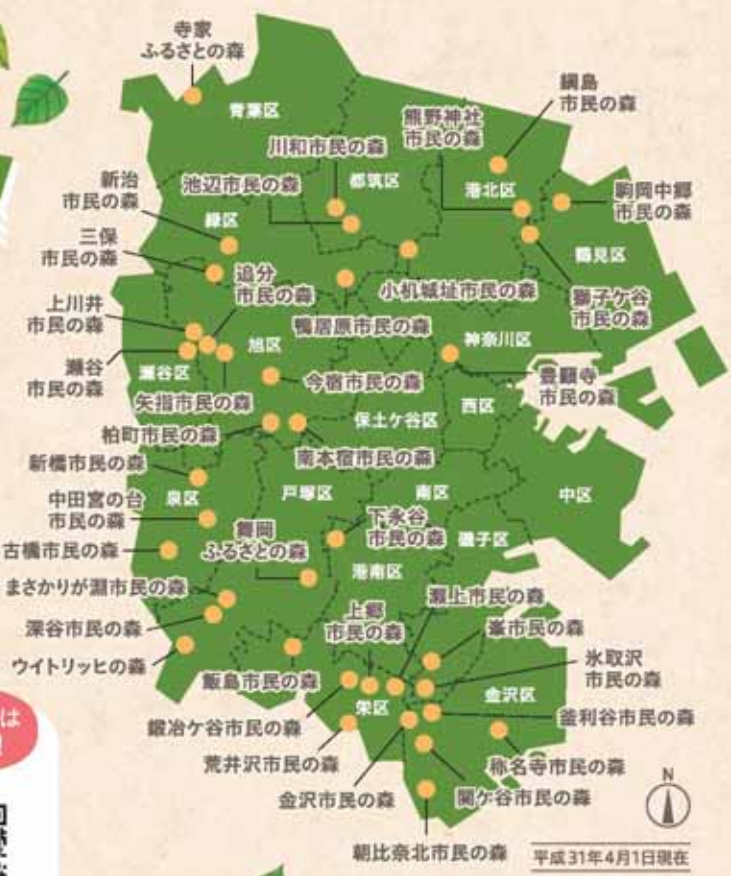 寺家
ふるさとの森
青葉区
綱島
市民の森
熊野神社
市民の森
川和市民の森
都筑区
池辺市民の森
港北区
新治
市民の森
駒岡中郷
市民の森
緑区
三保
市民の森
鶴見区
追分
市民の森
小机城址市民の森
獅子ケ谷
市民の森
上川井
市民の森
鴨居原市民の森
神奈川区
旭区
瀬谷
市民の森
瀬谷区
今宿市民の森
豊顕寺
市民の森
矢指市民の森
西区
柏町市民の森
保土ケ谷区
新橋市民の森
南本宿市民の森
泉区
戸塚区
南区
中区
中田宮の台
市民の森
下永谷
市民の森
舞岡
ふるさとの森
磯子区
古橋市民の森
港南区
まさかりが淵市民の森
瀬上市民の森
上郷
市民の森
深谷市民の森
峯市民の森
ウイトリッヒの森
氷取沢
市民の森
飯島市民の森
金沢区
栄区
釜利谷市民の森
鍛冶ケ谷市民の森
荒井沢市民の森
称名寺市民の森
金沢市民の森
関ケ谷市民の森
N
朝比奈北市民の森
平成31年4月1日現在
は